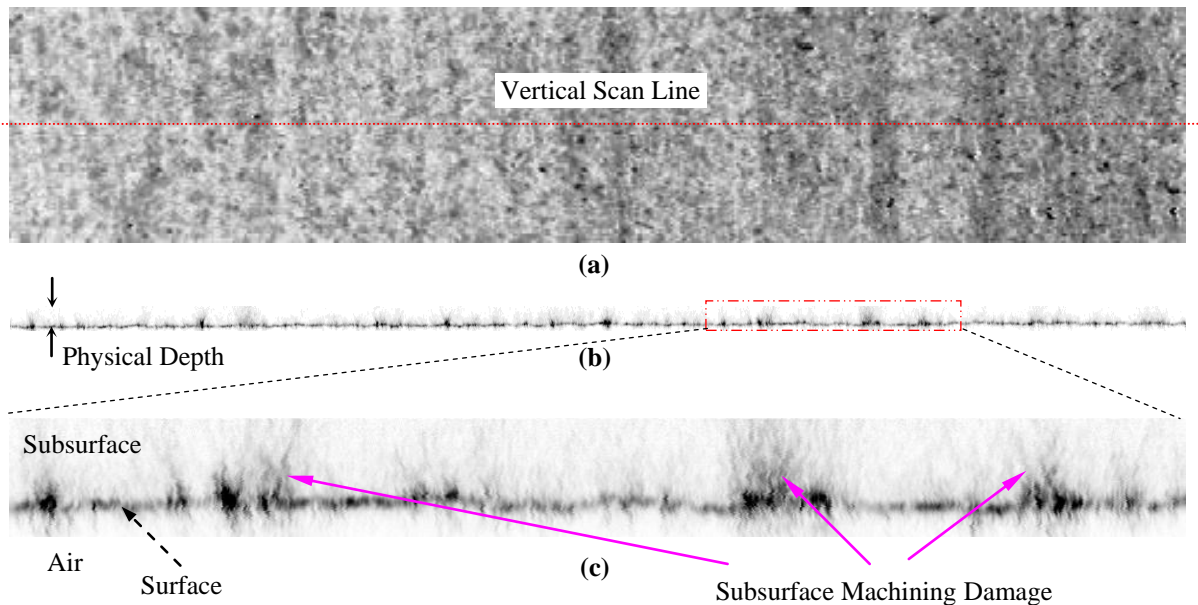 Vertical Scan Line
(a)
Physical Depth
(b)
Subsurface
Air
Surface
(c)
Subsurface Machining Damage